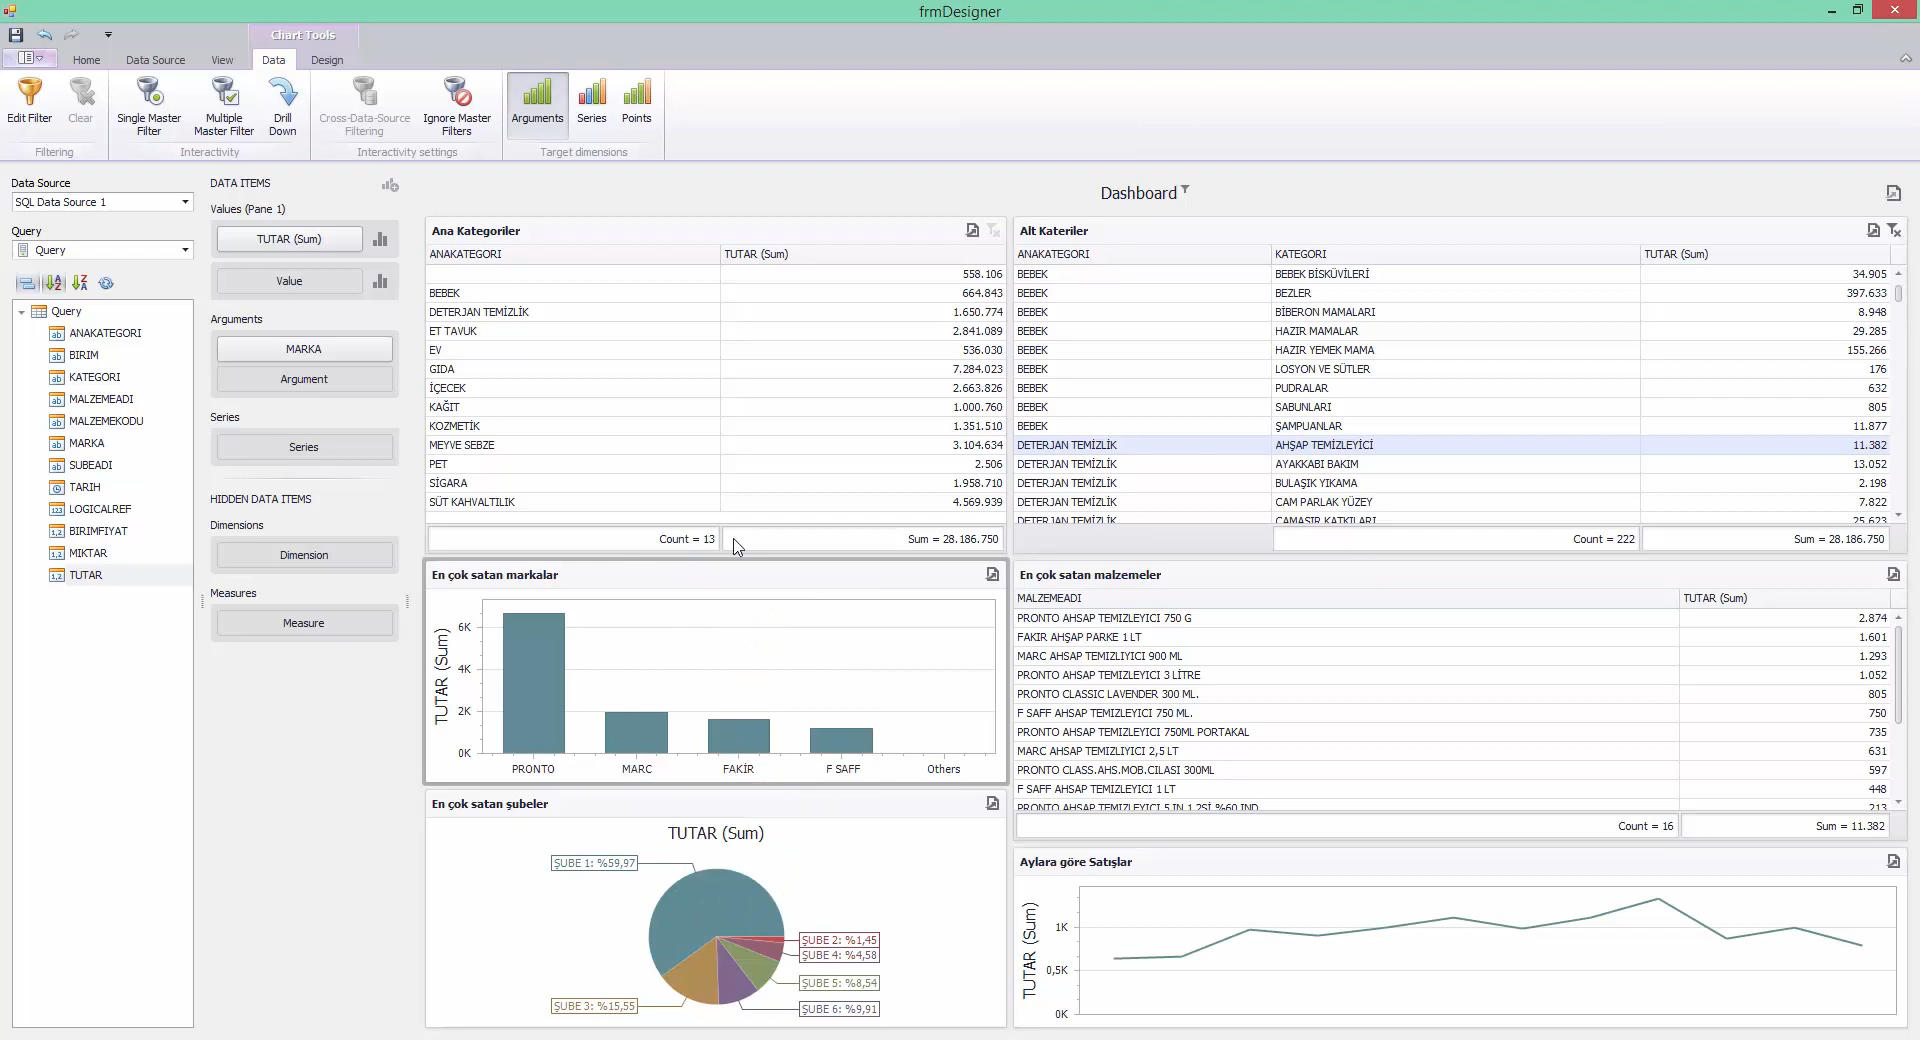 frmDesigner
Chart Tools
Home
Data Source
View
Data
Design
Edit Filter
Clear
Single Master Filter
Multiple Master Filter
Drill Down
Cross-Data-Source Filtering
Ignore Master Filters
Arguments
Series
Points
Filtering
Interactivity
Interactivity settings
Target dimensions
Data Source
SQL Data Source 1
Query
Query
Query
ANAKATEGORI
BIRIM
KATEGORI
MALZEMEADI
MALZEMEKODU
MARKA
SUBEADI
TARIH
LOGICALREF
BIRIMFIYAT
MIKTAR
TUTAR
DATA ITEMS
Values (Pane 1)
TUTAR (Sum)
Value
Arguments
MARKA
Argument
Series
Series
HIDDEN DATA ITEMS
Dimensions
Dimension
Measures
Measure
Dashboard
Ana Kategoriler
ANAKATEGORI TUTAR (Sum)
558.106
BEBEK 664.843
DETERJAN TEMİZLİK 1.650.774
ET TAVUK 2.841.089
EV 536.030
GIDA 7.284.023
İÇECEK 2.663.826
KAĞIT 1.000.760
KOZMETİK 1.351.510
MEYVE SEBZE 3.104.634
PET 2.506
SİGARA 1.958.710
SÜT KAHVALTILIK 4.569.939
Count = 13 Sum = 28.186.750
Alt Kateriler
ANAKATEGORI KATEGORI TUTAR (Sum)
BEBEK BEBEK BİSKÜVİLERİ 34.905
BEBEK BEZLER 397.633
BEBEK BİBERON MAMALARI 8.948
BEBEK HAZIR MAMALAR 29.285
BEBEK HAZIR YEMEK MAMA 155.266
BEBEK LOSYON VE SÜTLER 176
BEBEK PUDRALAR 632
BEBEK SABUNLARI 805
BEBEK ŞAMPUANLAR 11.877
DETERJAN TEMİZLİK AHŞAP TEMİZLEYİCİ 11.382
DETERJAN TEMİZLİK AYAKKABI BAKIM 13.052
DETERJAN TEMİZLİK BULAŞIK YIKAMA 2.198
DETERJAN TEMİZLİK CAM PARLAK YÜZEY 7.822
DETERJAN TEMİZLİK ÇAMAŞIR KATKILARI 25.623
Count = 222 Sum = 28.186.750
En çok satan markalar
TUTAR (Sum)
6K
4K
2K
0K
PRONTO MARC FAKİR F SAFF Others
En çok satan malzemeler
MALZEMEADI TUTAR (Sum)
PRONTO AHSAP TEMIZLEYICI 750 G 2.874
FAKIR AHŞAP PARKE 1 LT 1.601
MARC AHSAP TEMIZLIYICI 900 ML 1.293
PRONTO AHSAP TEMIZLEYICI 3 LİTRE 1.052
PRONTO CLASSIC LAVENDER 300 ML. 805
F SAFF AHSAP TEMIZLEYICI 750 ML. 750
PRONTO AHSAP TEMIZLEYICI 750ML PORTAKAL 735
MARC AHSAP TEMIZLIYICI 2,5 LT 631
PRONTO CLASS.AHS.MOB.CILASI 300ML 597
F SAFF AHSAP TEMIZLEYICI 1 LT 448
PRONTO AHSAP TEMIZLEYICI 5 IN 1 2Sİ %60 IND 213
Count = 16 Sum = 11.382
En çok satan şubeler
TUTAR (Sum)
ŞUBE 1: %59,97
ŞUBE 2: %1,45
ŞUBE 4: %4,58
ŞUBE 5: %8,54
ŞUBE 3: %15,55
ŞUBE 6: %9,91
Aylara göre Satışlar
TUTAR (Sum)
1K
0,5K
0K